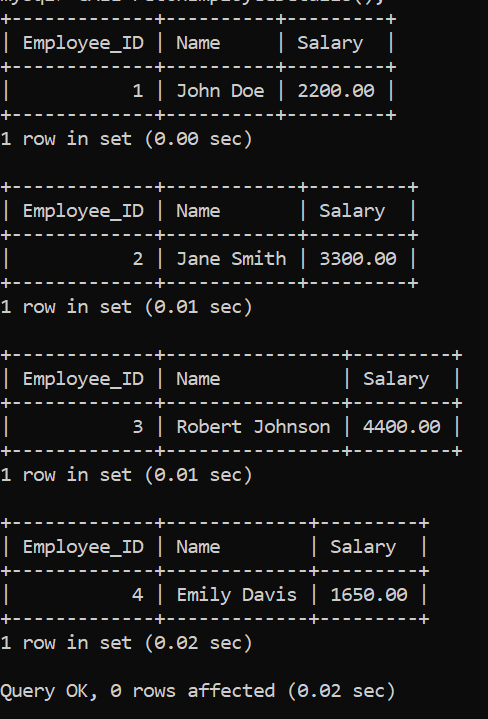 +-------------+----------+---------+
| Employee_ID | Name     | Salary  |
+-------------+----------+---------+
|           1 | John Doe | 2200.00 |
+-------------+----------+---------+
1 row in set (0.00 sec)

+-------------+------------+---------+
| Employee_ID | Name       | Salary  |
+-------------+------------+---------+
|           2 | Jane Smith | 3300.00 |
+-------------+------------+---------+
1 row in set (0.01 sec)

+-------------+----------------+---------+
| Employee_ID | Name           | Salary  |
+-------------+----------------+---------+
|           3 | Robert Johnson | 4400.00 |
+-------------+----------------+---------+
1 row in set (0.01 sec)

+-------------+-------------+---------+
| Employee_ID | Name        | Salary  |
+-------------+-------------+---------+
|           4 | Emily Davis | 1650.00 |
+-------------+-------------+---------+
1 row in set (0.02 sec)

Query OK, 0 rows affected (0.02 sec)